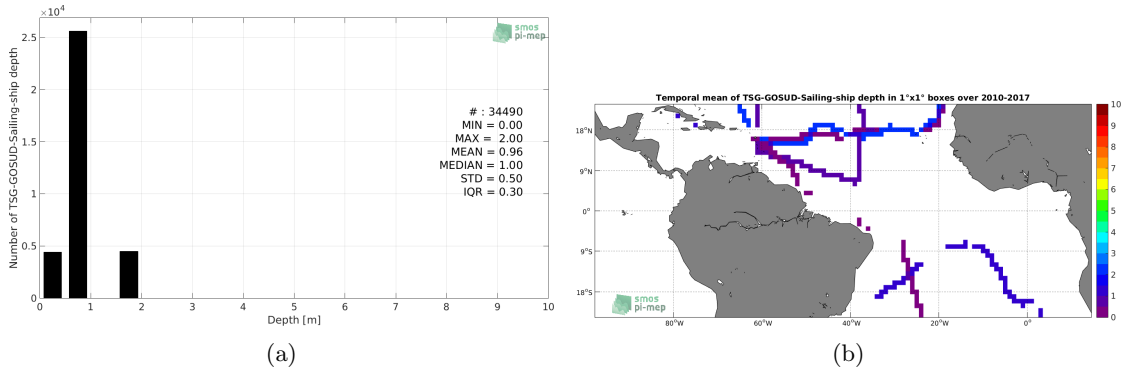 ×10⁴
2.5
2
1.5
1
0.5
0
0 1 2 3 4 5 6 7 8 9 10
Number of TSG-GOSUD-Sailing-ship depth
Depth [m]
smos
pi-mep
# : 34490
MIN = 0.00
MAX = 2.00
MEAN = 0.96
MEDIAN = 1.00
STD = 0.50
IQR = 0.30
(a)
Temporal mean of TSG-GOSUD-Sailing-ship depth in 1°x1° boxes over 2010-2017
18°N
9°N
0°
9°S
18°S
80°W 60°W 40°W 20°W 0°
smos
pi-mep
10
9
8
7
6
5
4
3
2
1
0
(b)